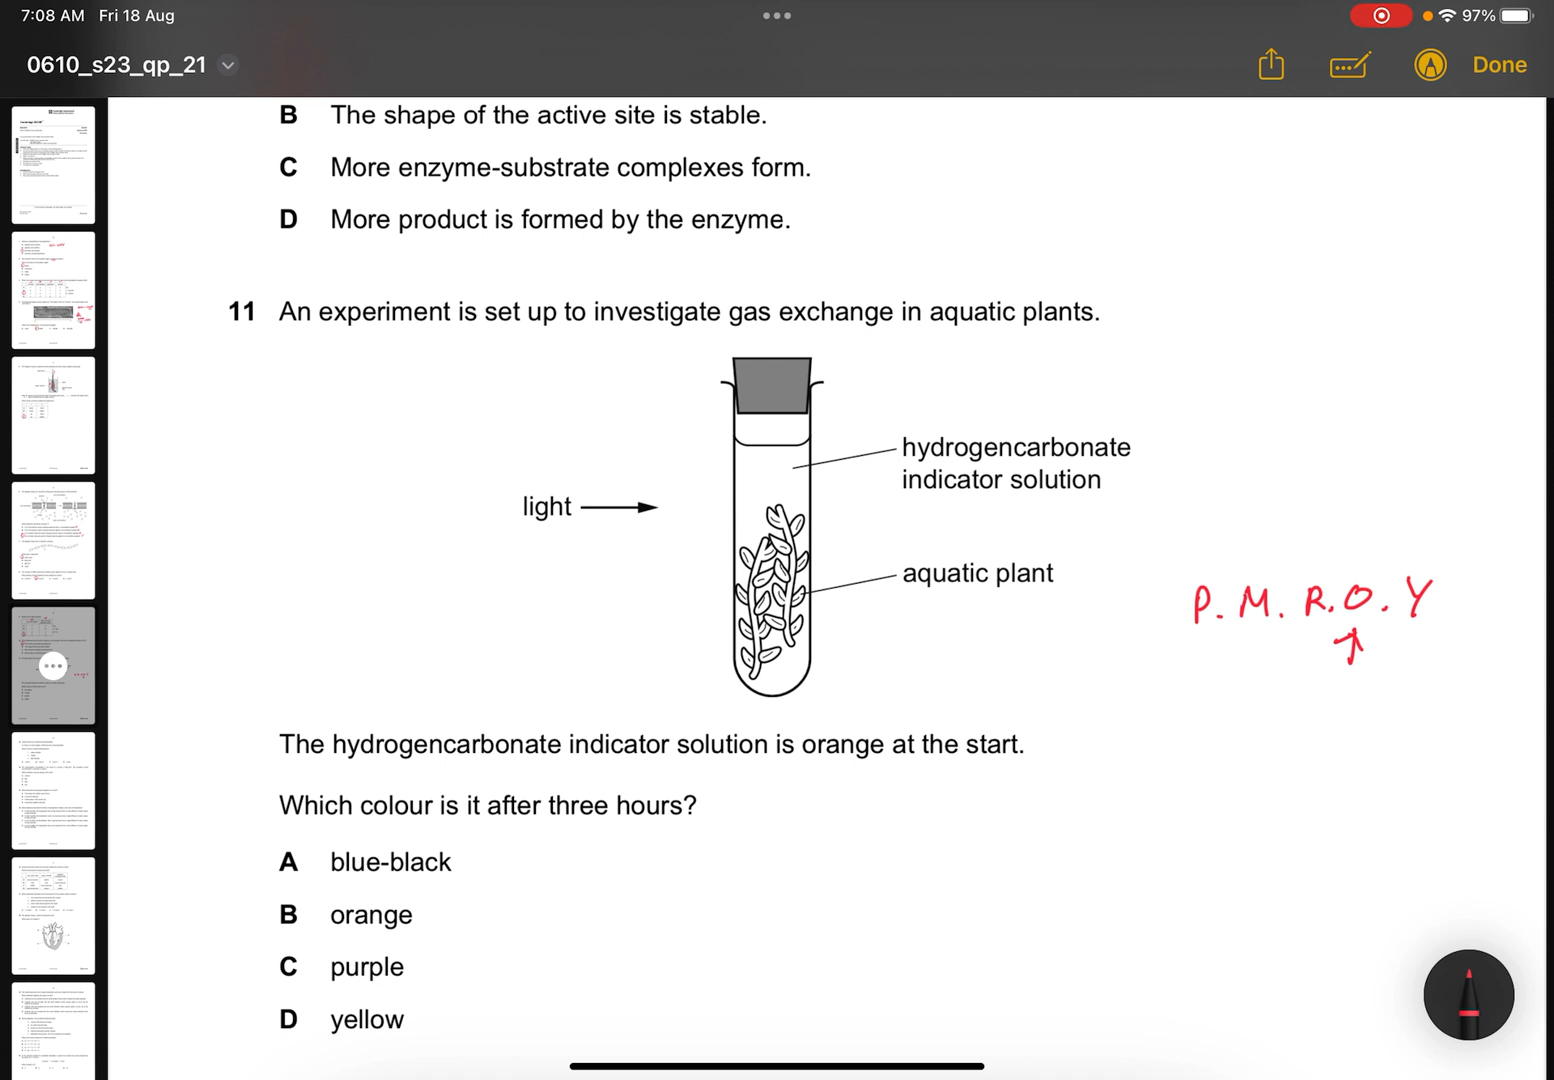 7:08 AM Fri 18 Aug
97%
0610_s23_qp_21
Done
B The shape of the active site is stable.
C More enzyme-substrate complexes form.
D More product is formed by the enzyme.
11 An experiment is set up to investigate gas exchange in aquatic plants.
hydrogencarbonate
indicator solution
light
aquatic plant
P. M. R. O. Y
The hydrogencarbonate indicator solution is orange at the start.
Which colour is it after three hours?
A blue-black
B orange
C purple
D yellow